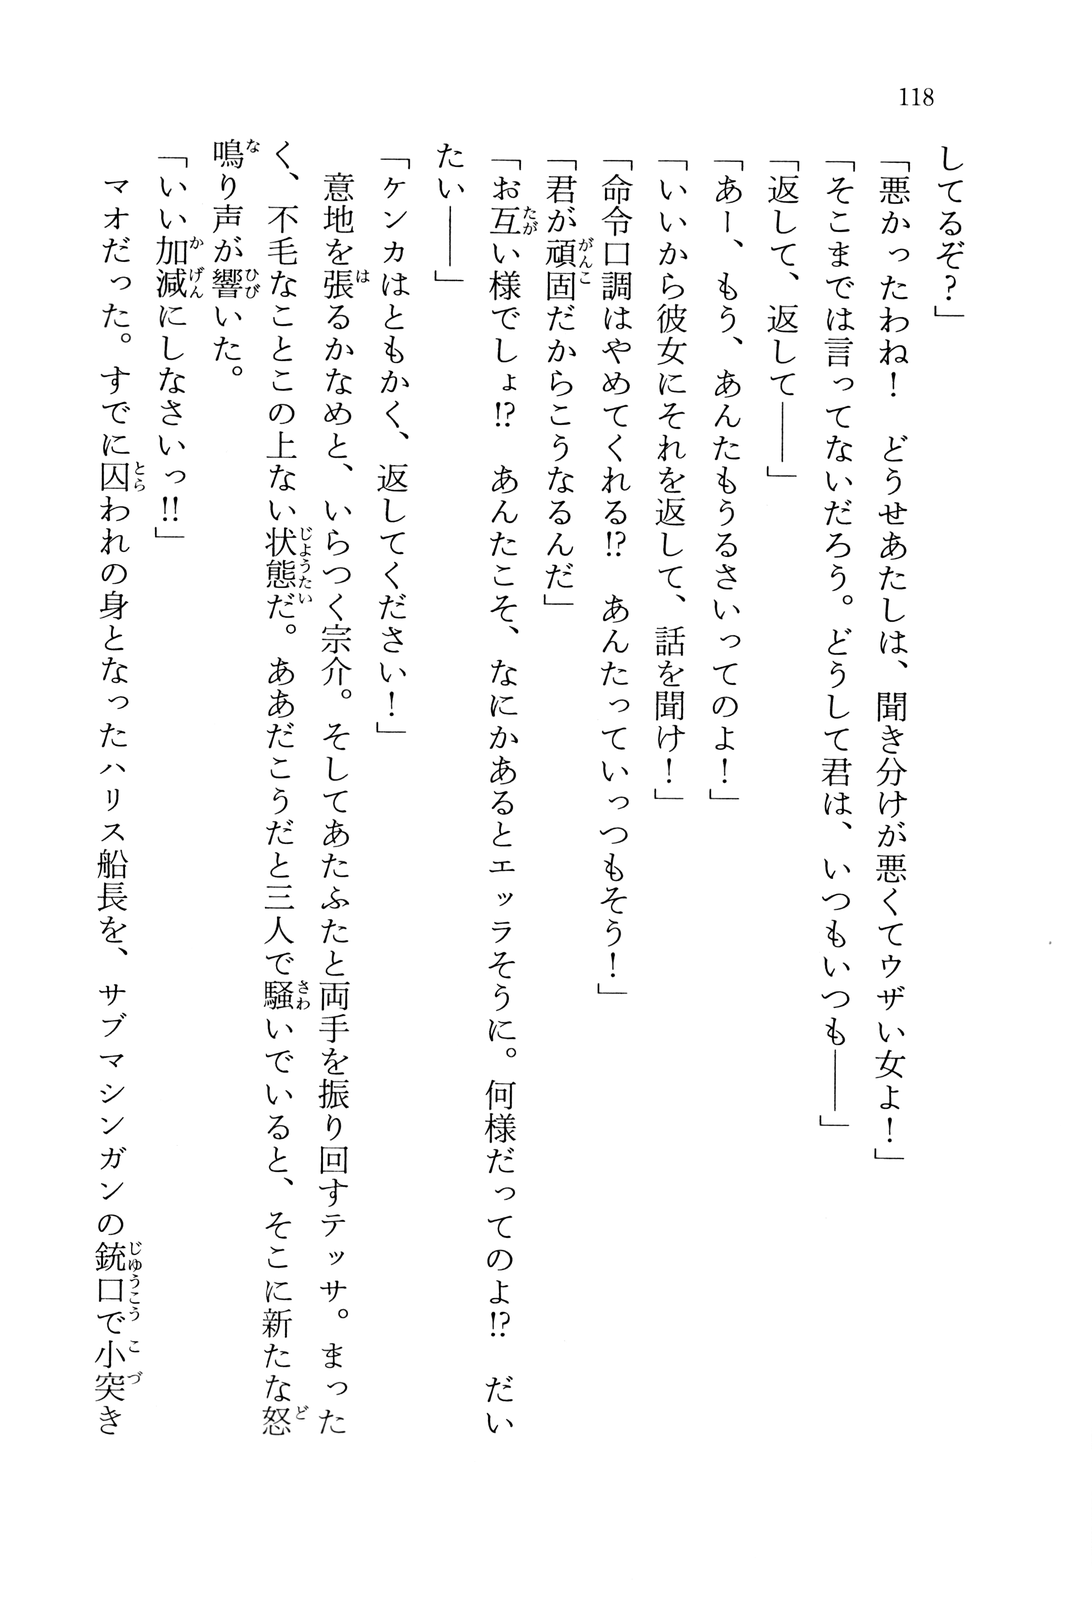 118
してるぞ？」
「悪かったわね！　どうせあたしは、聞き分けが悪くてウザい女よ！」
「そこまでは言ってないだろう。どうして君は、いつもいつも――」
「返して、返して――」
「あー、もう、あんたもうるさいってのよ！」
「いいから彼女にそれを返して、話を聞け！」
「命令口調はやめてくれる!?　あんたっていっつもそう！」
「君が頑固だからこうなるんだ」
「お互い様でしょ!?　あんたこそ、なにかあるとエッラそうに。何様だってのよ!?　だい
たい――」
「ケンカはともかく、返してください！」
　意地を張るかなめと、いらつく宗介。そしてあたふたと両手を振り回すテッサ。まった
く、不毛なことこの上ない状態だ。ああだこうだと三人で騒いでいると、そこに新たな怒
鳴り声が響いた。
「いい加減にしなさいっ!!」
　マオだった。すでに囚われの身となったハリス船長を、サブマシンガンの銃口で小突き